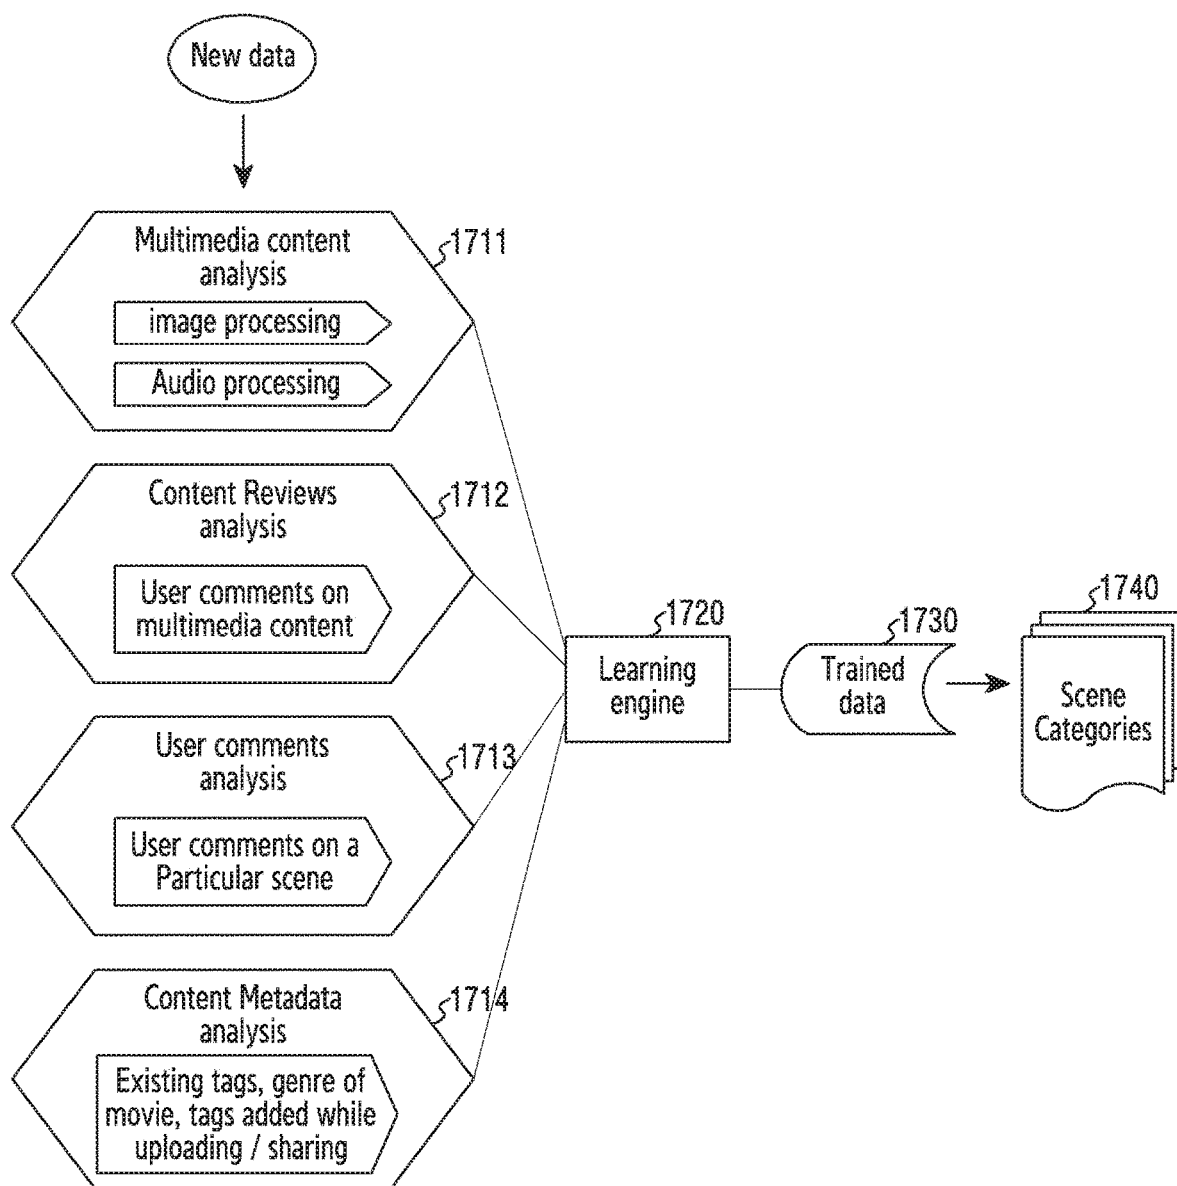 New data
Multimedia content
analysis
1711
image processing
Audio processing
Content Reviews
analysis
1712
User comments on
multimedia content
User comments
analysis
1713
User comments on a
Particular scene
Content Metadata
analysis
1714
Existing tags, genre of
movie, tags added while
uploading / sharing
1720
Learning
engine
1730
Trained
data
1740
Scene
Categories